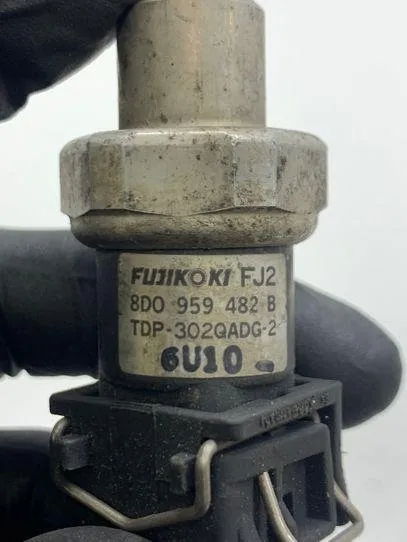 FUJIKOKI FJ2
8D0 959 482 B
TDP-302QADG-2
6U10